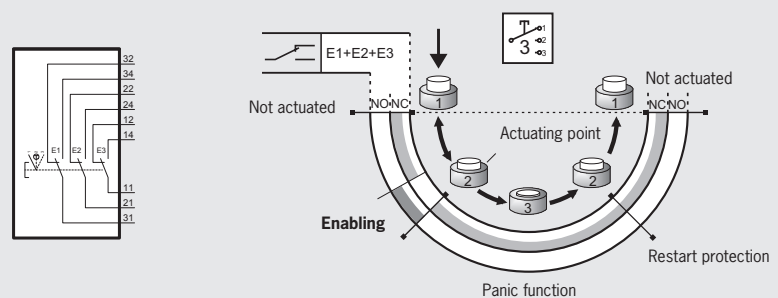 32
34
22
24
12
14
E1
E2
E3
11
21
31
E1+E2+E3
3
1
2
3
Not actuated
NO
NC
1
1
NC
NO
Not actuated
Actuating point
2
2
3
Enabling
Restart protection
Panic function